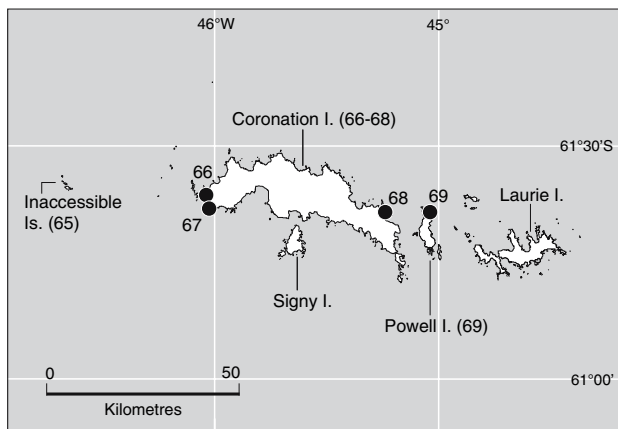 46°W 45°
Coronation I. (66-68)
61°30'S
66
68 69
Inaccessible
Is. (65)
Laurie I.
67
Signy I.
Powell I. (69)
0 50
61°00'
Kilometres